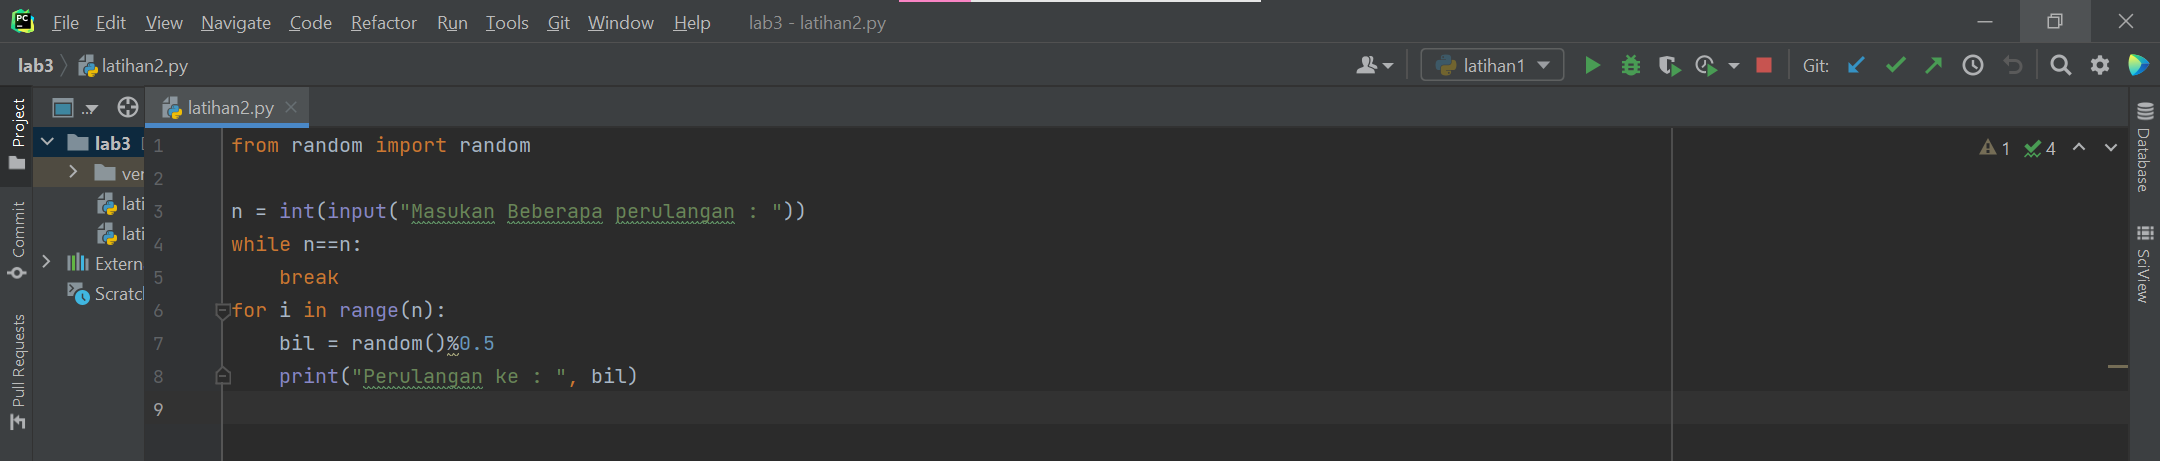 File Edit View Navigate Code Refactor Run Tools Git Window Help lab3 - latihan2.py
lab3 latihan2.py latihan1 Git:
Project
Commit
Pull Requests
..
lab3
ver
lati
lati
Extern
Scratc
latihan2.py
1 from random import random
2
3 n = int(input("Masukan Beberapa perulangan : "))
4 while n==n:
5 break
6 for i in range(n):
7 bil = random()%0.5
8 print("Perulangan ke : ", bil)
9
1 4
Database
SciView